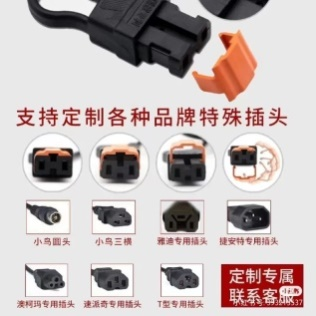 支持定制各种品牌特殊插头
小鸟圆头
小鸟三横
雅迪专用插头
捷安特专用插头
澳柯玛专用插头
速派奇专用插头
T型专用插头
定制专属
联系客服